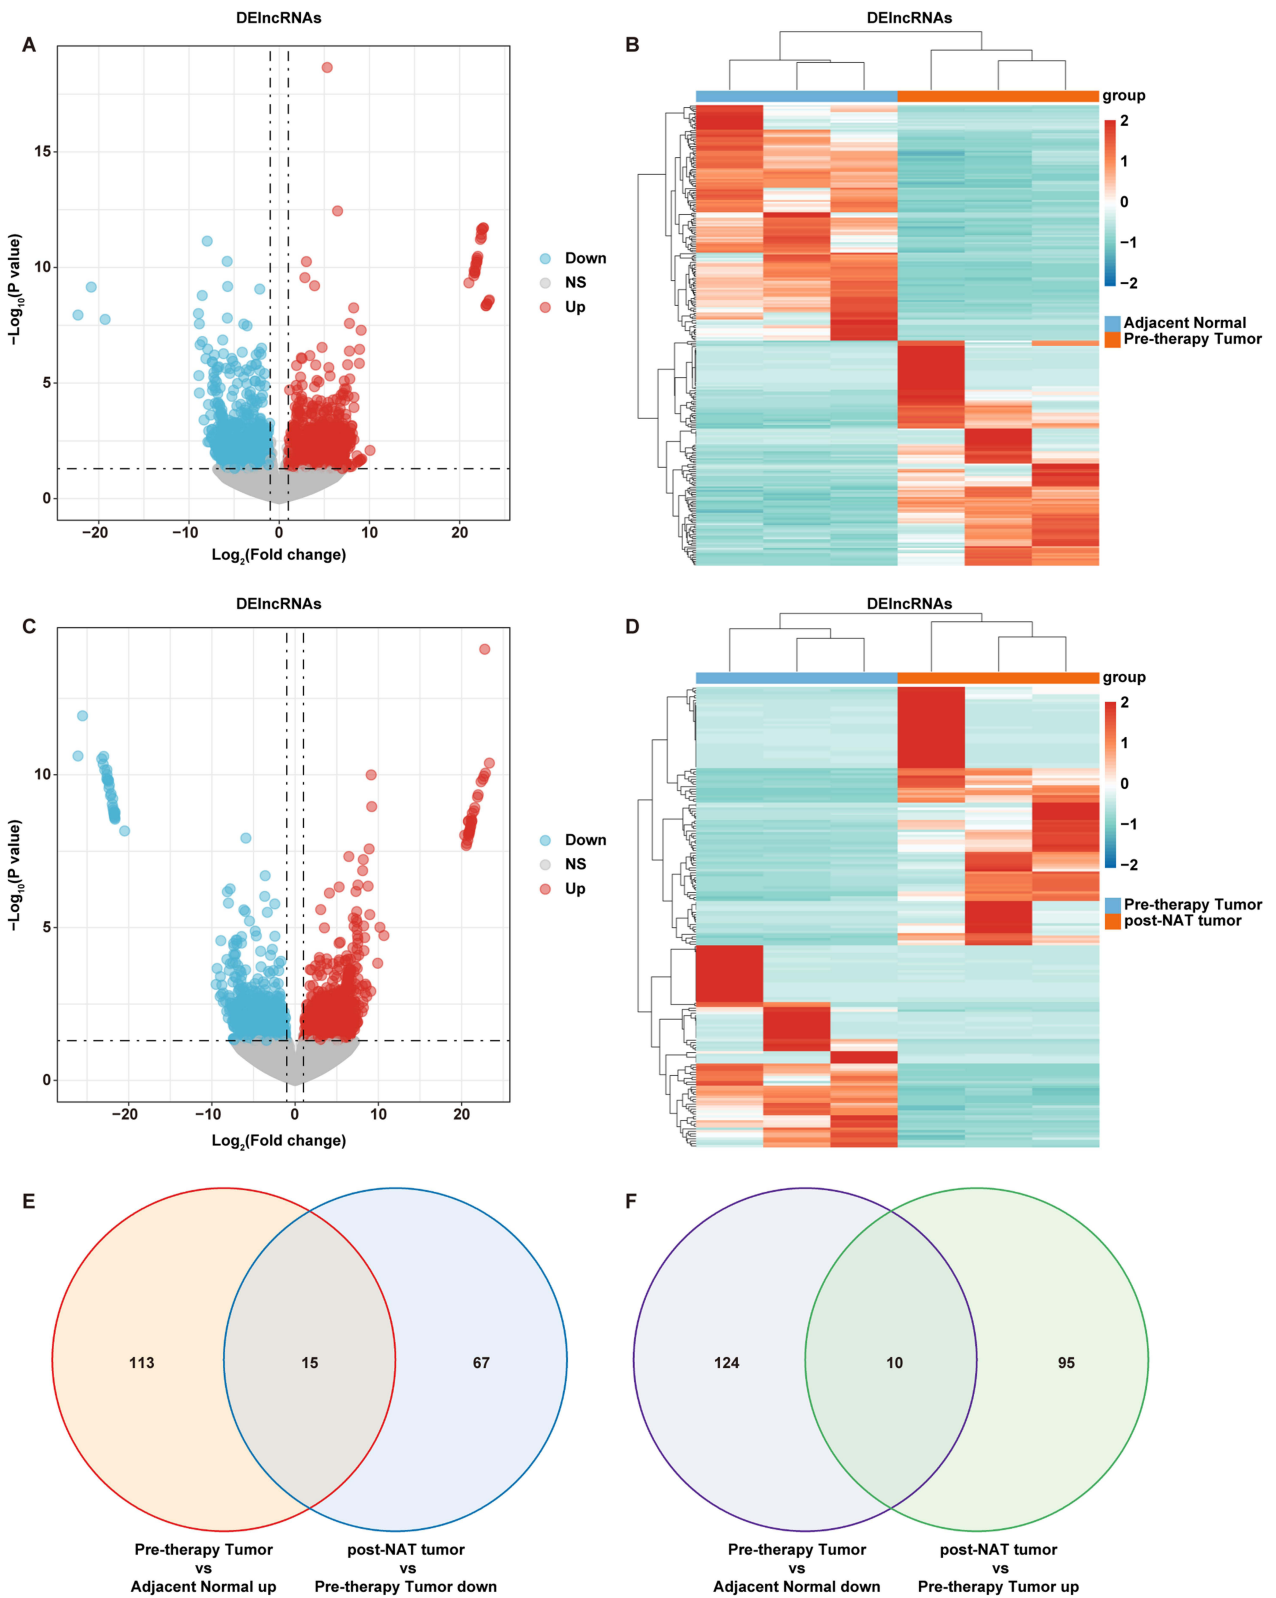 DElncRNAs
A
−Log10(P value)
15
10
5
0
−20
−10
0
10
20
Log2(Fold change)
Down
NS
Up
DElncRNAs
B
group
2
1
0
−1
−2
Adjacent Normal
Pre-therapy Tumor
DElncRNAs
C
−Log10(P value)
10
5
0
−20
−10
0
10
20
Log2(Fold change)
Down
NS
Up
DElncRNAs
D
group
2
1
0
−1
−2
Pre-therapy Tumor
post-NAT tumor
E
113
15
67
Pre-therapy Tumor
vs
Adjacent Normal up
post-NAT tumor
vs
Pre-therapy Tumor down
F
124
10
95
Pre-therapy Tumor
vs
Adjacent Normal down
post-NAT tumor
vs
Pre-therapy Tumor up